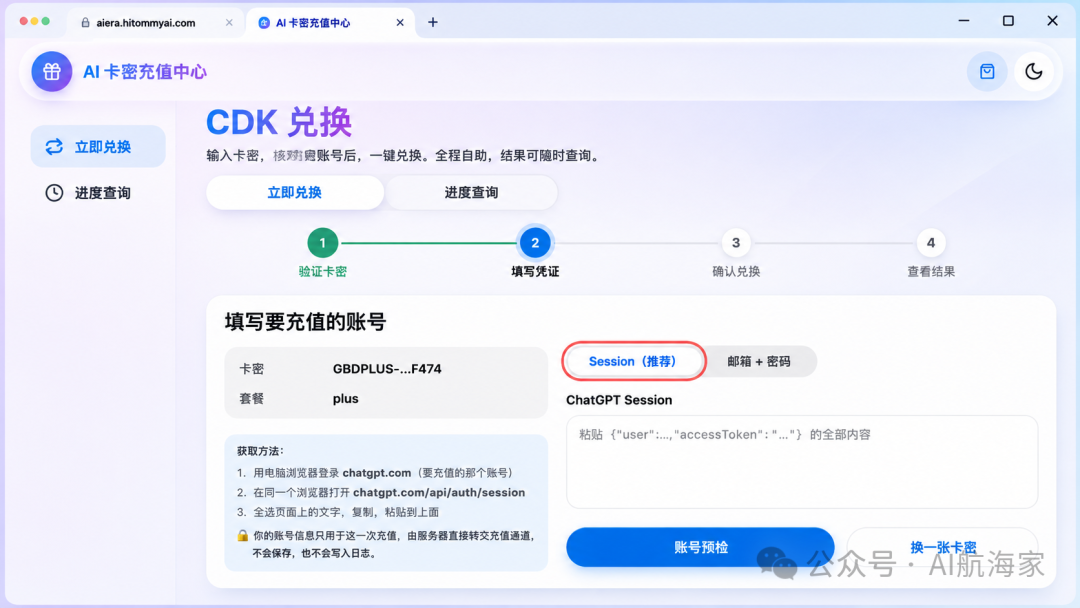 aiera.hitommyai.com
AI 卡密充值中心
AI 卡密充值中心
立即兑换
进度查询
CDK 兑换
输入卡密，核对 账号后，一键兑换。全程自助，结果可随时查询。
立即兑换
进度查询
1
2
3
4
验证卡密
填写凭证
确认兑换
查看结果
填写要充值的账号
卡密 GBDPLUS-...F474
套餐 plus
获取方法：
1. 用电脑浏览器登录 chatgpt.com（要充值的那个账号）
2. 在同一个浏览器打开 chatgpt.com/api/auth/session
3. 全选页面上的文字，复制，粘贴到上面
你的账号信息只用于这一次充值，由服务器直接转交充值通道，
不会保存，也不会写入日志。
Session（推荐）
邮箱 + 密码
ChatGPT Session
粘贴 {"user":...,"accessToken":"..."} 的全部内容
账号预检
换一张卡密
公众号 · AI航海家